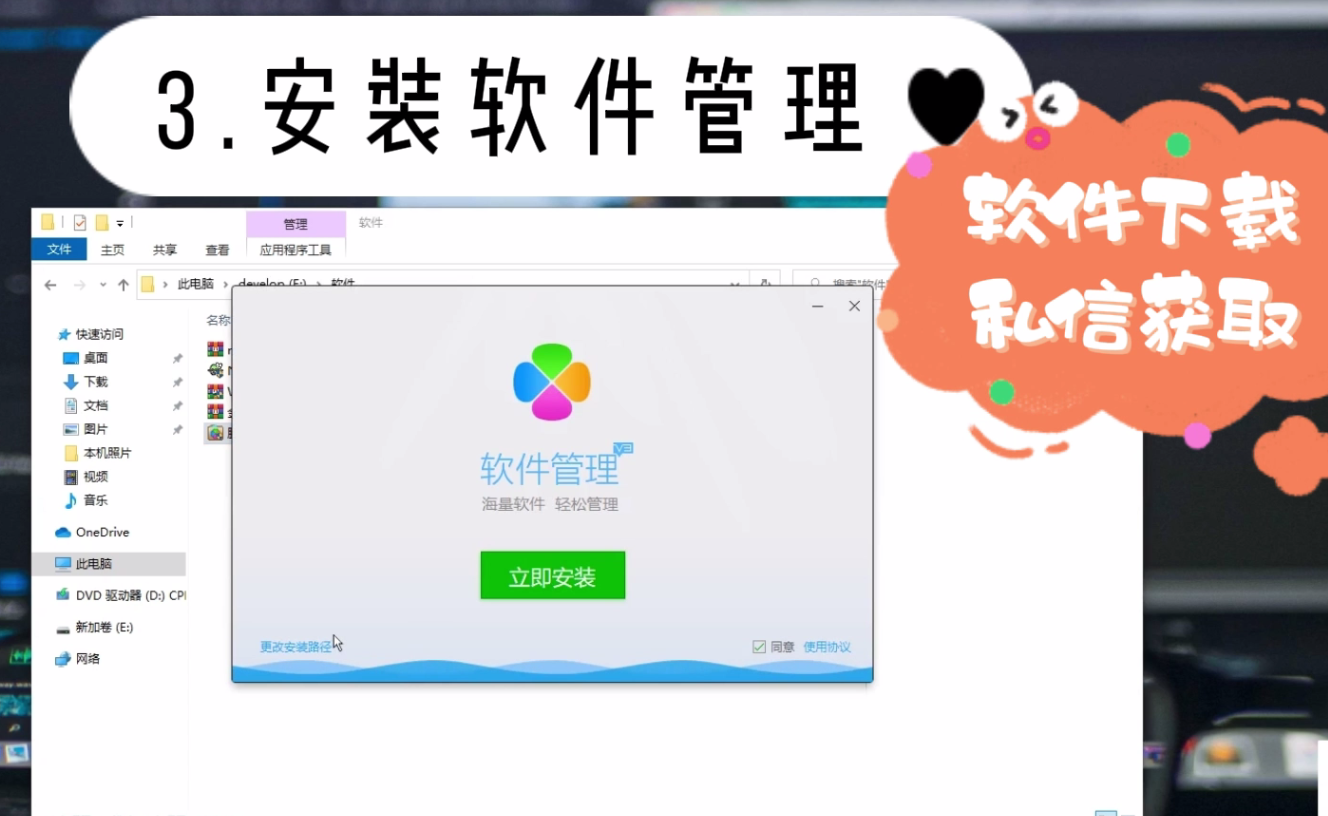 3.安装软件管理
软件下载
私信获取
管理
软件
文件
主页
共享
查看
应用程序工具
此电脑
develop (F:)
软件
名称
快速访问
桌面
下载
文档
图片
本机照片
视频
音乐
OneDrive
此电脑
DVD 驱动器 (D:) CP
新加卷 (E:)
网络
软件管理
V3
海量软件 轻松管理
立即安装
更改安装路径
同意 使用协议